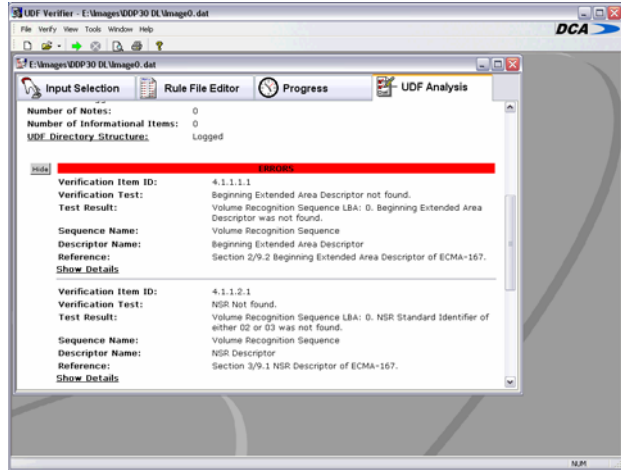 UDF Verifier - E:\Images\DDP30 DL\Image0.dat
File Verify View Tools Window Help
DCA
E:\Images\DDP30 DL\Image0.dat
Input Selection Rule File Editor Progress UDF Analysis
Number of Notes: 0
Number of Informational Items: 0
UDF Directory Structure: Logged
Hide ERRORS
Verification Item ID: 4.1.1.1.1
Verification Test: Beginning Extended Area Descriptor not found.
Test Result: Volume Recognition Sequence LBA: 0. Beginning Extended Area
Descriptor was not found.
Sequence Name: Volume Recognition Sequence
Descriptor Name: Beginning Extended Area Descriptor
Reference: Section 2/9.2 Beginning Extended Area Descriptor of ECMA-167.
Show Details
Verification Item ID: 4.1.1.2.1
Verification Test: NSR Not found.
Test Result: Volume Recognition Sequence LBA: 0. NSR Standard Identifier of
either 02 or 03 was not found.
Sequence Name: Volume Recognition Sequence
Descriptor Name: NSR Descriptor
Reference: Section 3/9.1 NSR Descriptor of ECMA-167.
Show Details
NUM